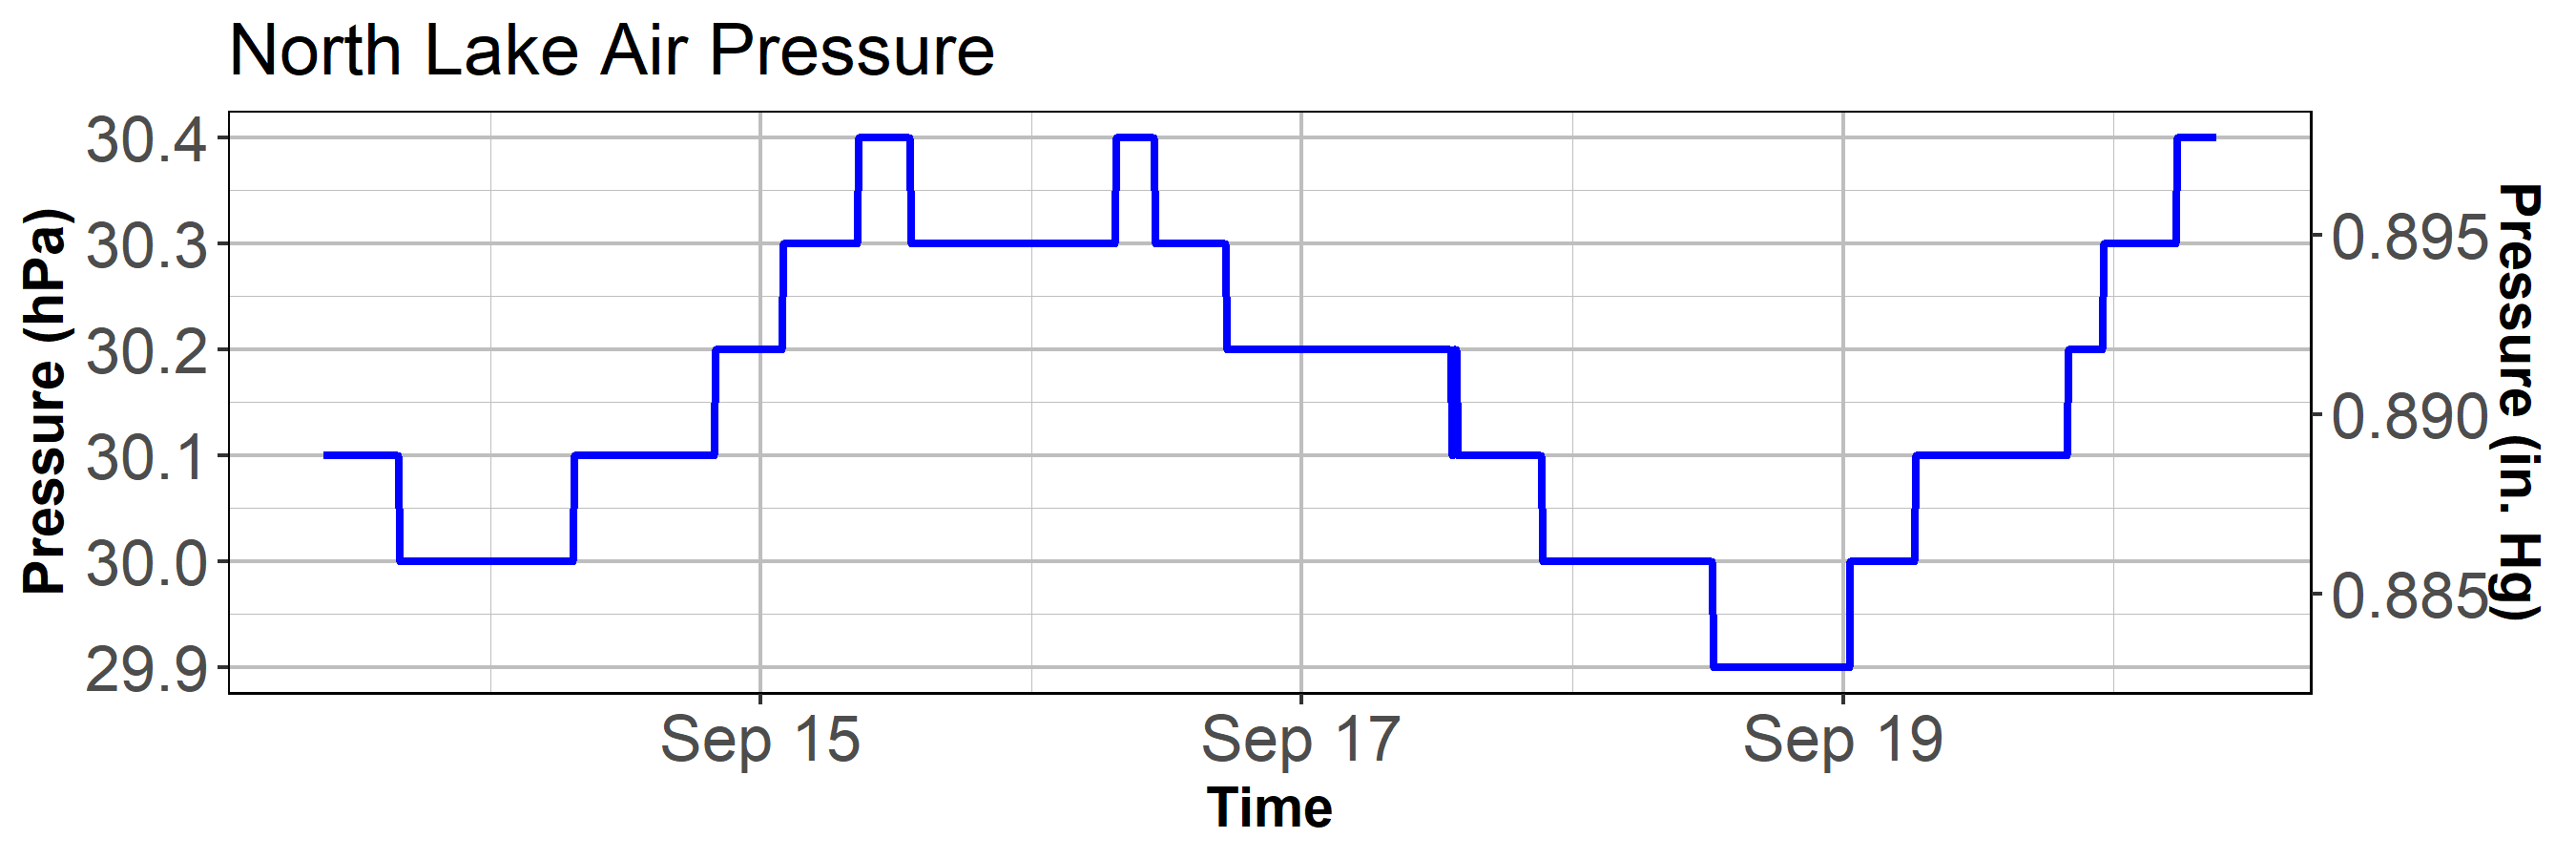 North Lake Air Pressure
Pressure (hPa)
30.4
30.3
30.2
30.1
30.0
29.9
0.895
0.890
0.885
Pressure (in. Hg)
Sep 15 Sep 17 Sep 19
Time